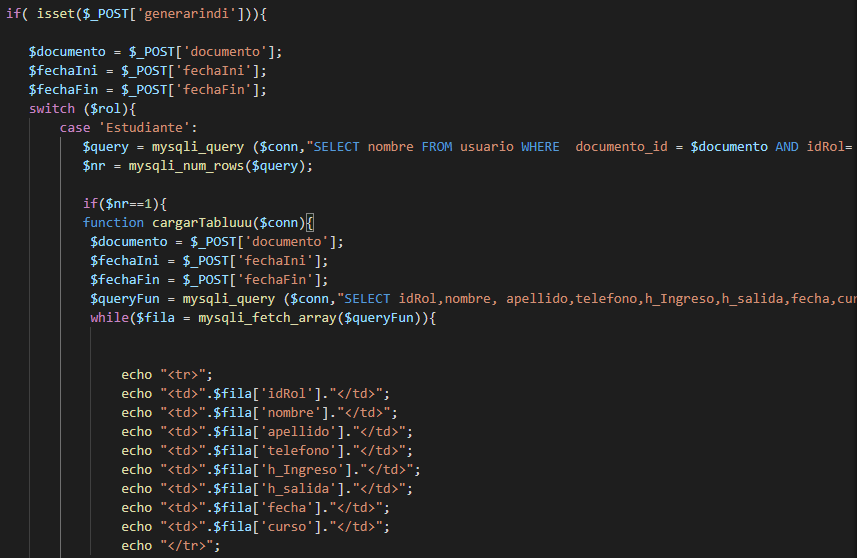 if( isset($_POST['generarindi'])){
$documento = $_POST['documento'];
$fechaIni = $_POST['fechaIni'];
$fechaFin = $_POST['fechaFin'];
switch ($rol){
case 'Estudiante':
$query = mysqli_query ($conn,"SELECT nombre FROM usuario WHERE  documento_id = $documento AND idRol=
$nr = mysqli_num_rows($query);
if($nr==1){
function cargarTabluuu($conn){
$documento = $_POST['documento'];
$fechaIni = $_POST['fechaIni'];
$fechaFin = $_POST['fechaFin'];
$queryFun = mysqli_query ($conn,"SELECT idRol,nombre, apellido,telefono,h_Ingreso,h_salida,fecha,cur
while($fila = mysqli_fetch_array($queryFun)){
echo "<tr>";
echo "<td>".$fila['idRol']."</td>";
echo "<td>".$fila['nombre']."</td>";
echo "<td>".$fila['apellido']."</td>";
echo "<td>".$fila['telefono']."</td>";
echo "<td>".$fila['h_Ingreso']."</td>";
echo "<td>".$fila['h_salida']."</td>";
echo "<td>".$fila['fecha']."</td>";
echo "<td>".$fila['curso']."</td>";
echo "</tr>";